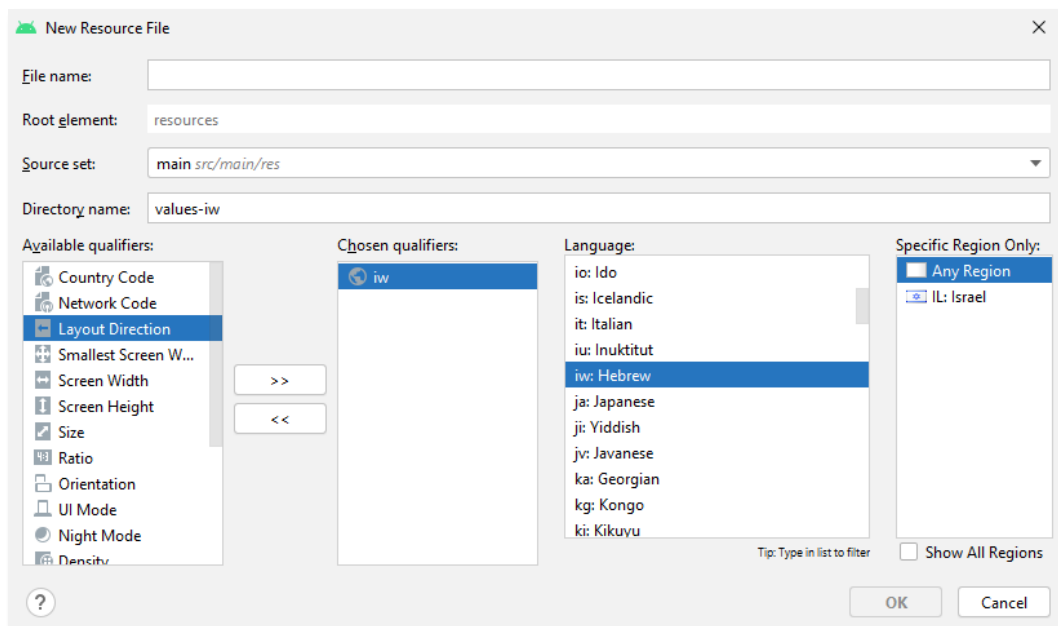 New Resource File
File name:
Root element: resources
Source set: main src/main/res
Directory name: values-iw
Available qualifiers:
Country Code
Network Code
Layout Direction
Smallest Screen W...
Screen Width
Screen Height
Size
Ratio
Orientation
UI Mode
Night Mode
Density
>>
<<
Chosen qualifiers:
iw
Language:
io: Ido
is: Icelandic
it: Italian
iu: Inuktitut
iw: Hebrew
ja: Japanese
ji: Yiddish
jv: Javanese
ka: Georgian
kg: Kongo
ki: Kikuyu
Tip: Type in list to filter
Specific Region Only:
Any Region
IL: Israel
Show All Regions
?
OK
Cancel